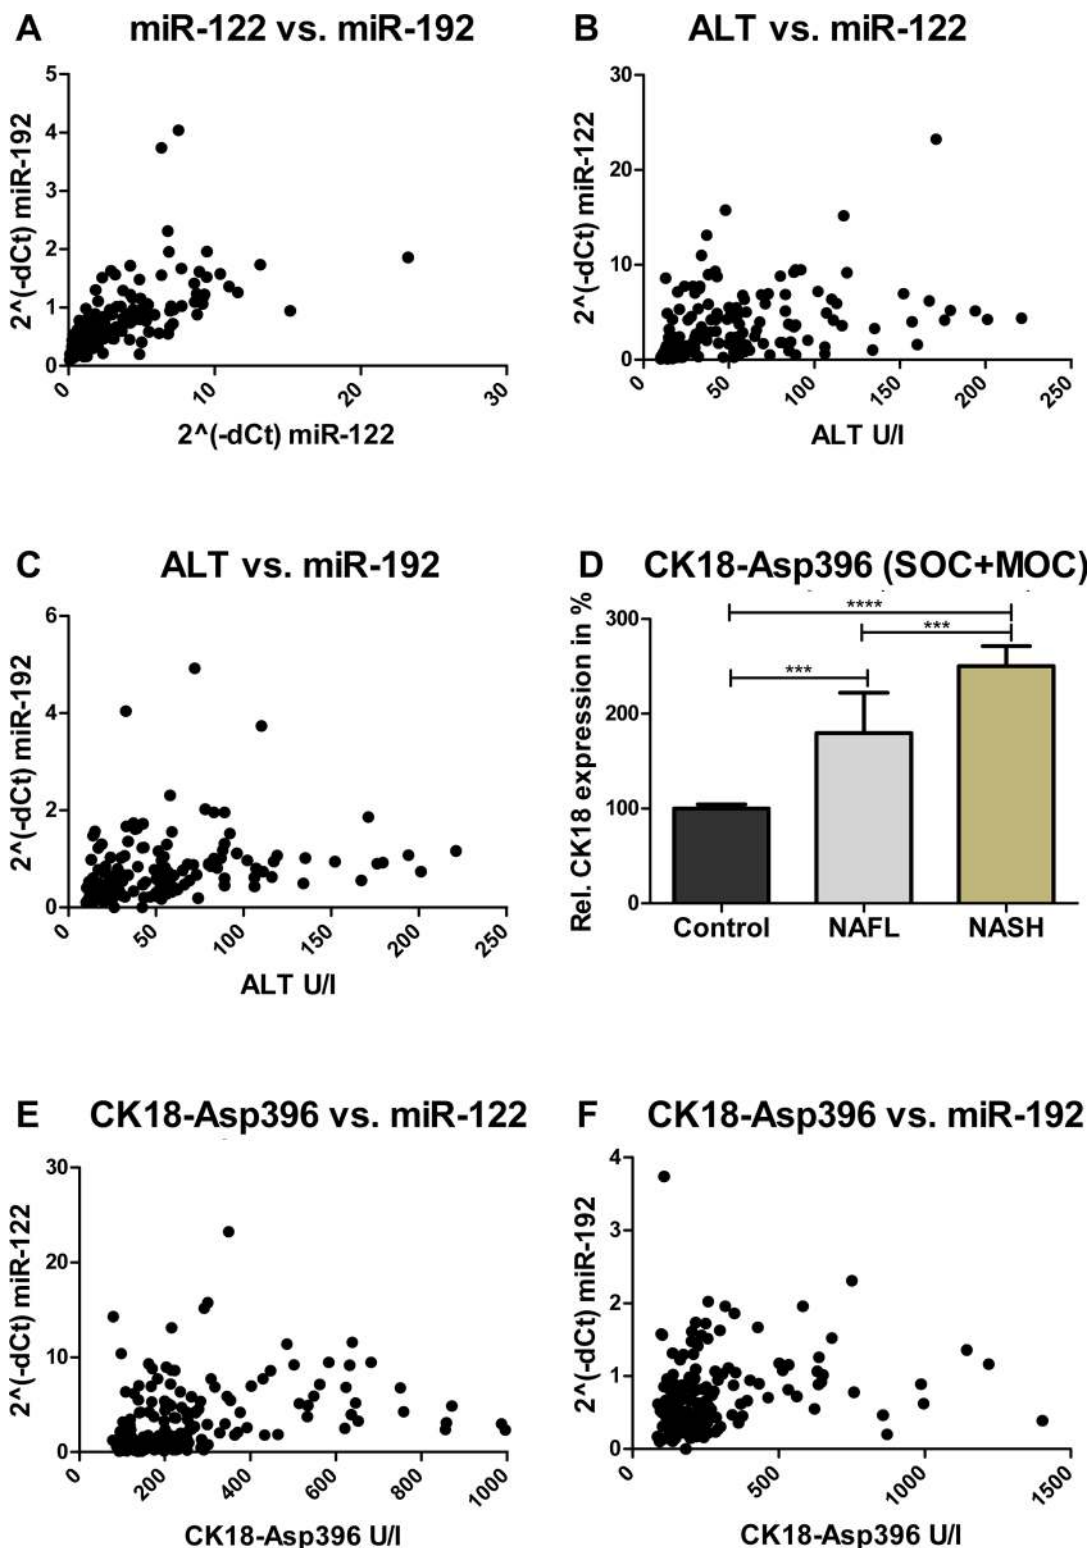 A miR-122 vs. miR-192
5
4
3
2
1
0
2^(-dCt) miR-192
0 10 20 30
2^(-dCt) miR-122
B ALT vs. miR-122
30
20
10
0
2^(-dCt) miR-122
0 50 100 150 200 250
ALT U/l
C ALT vs. miR-192
6
4
2
0
2^(-dCt) miR-192
0 50 100 150 200 250
ALT U/l
D CK18-Asp396 (SOC+MOC)
300
200
100
0
Rel. CK18 expression in %
****
***
***
Control NAFL NASH
E CK18-Asp396 vs. miR-122
30
20
10
0
2^(-dCt) miR-122
0 200 400 600 800 1000
CK18-Asp396 U/l
F CK18-Asp396 vs. miR-192
4
3
2
1
0
2^(-dCt) miR-192
0 500 1000 1500
CK18-Asp396 U/l